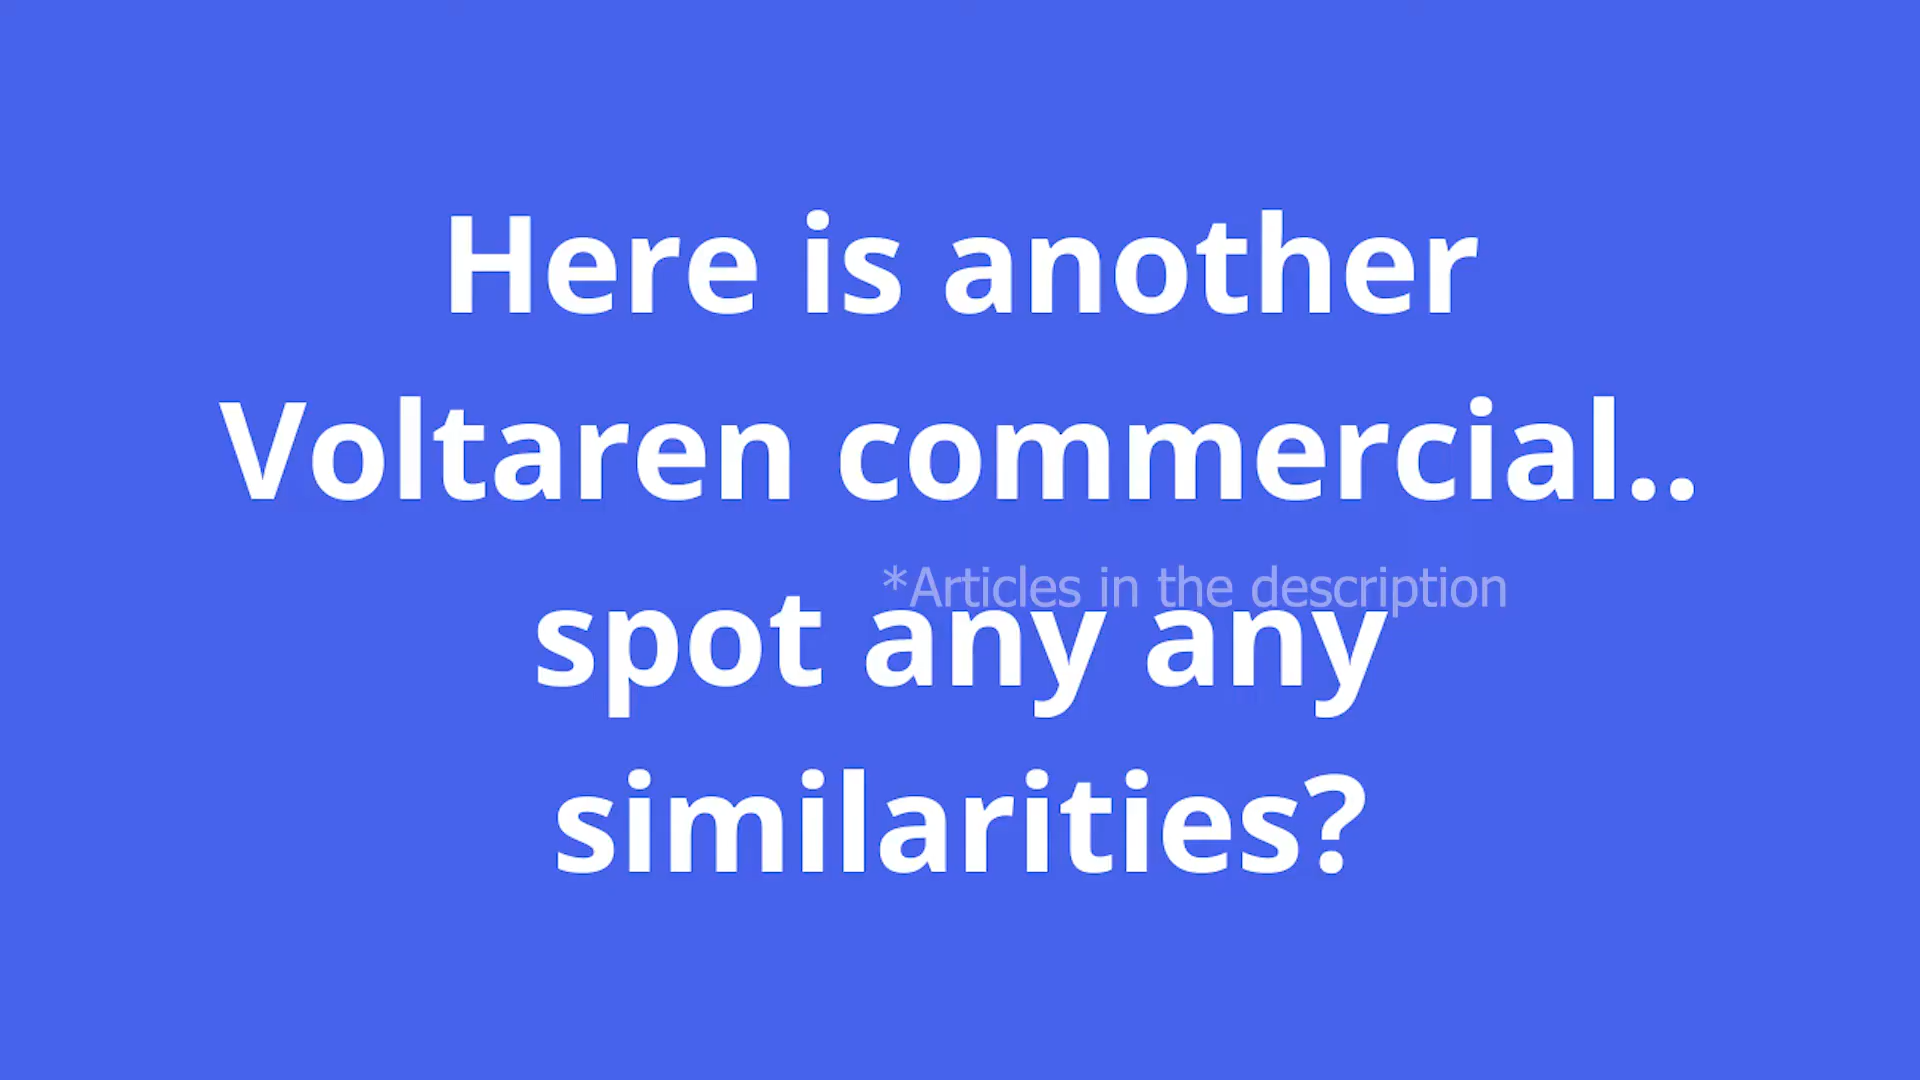 Here is another
Voltaren commercial..
*Articles in the description
spot any any
similarities?